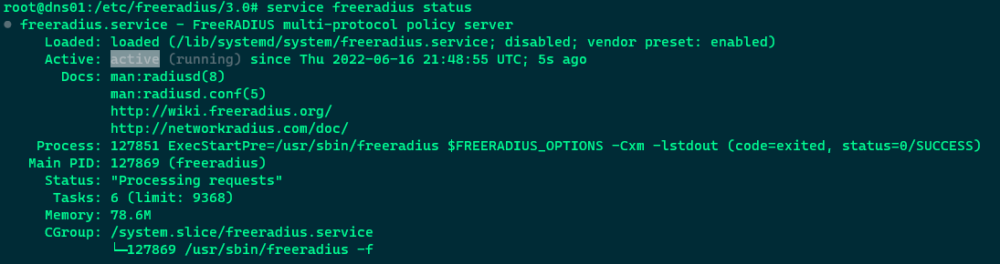 root@dns01:/etc/freeradius/3.0# service freeradius status
● freeradius.service - FreeRADIUS multi-protocol policy server
Loaded: loaded (/lib/systemd/system/freeradius.service; disabled; vendor preset: enabled)
Active: active (running) since Thu 2022-06-16 21:48:55 UTC; 5s ago
Docs: man:radiusd(8)
man:radiusd.conf(5)
http://wiki.freeradius.org/
http://networkradius.com/doc/
Process: 127851 ExecStartPre=/usr/sbin/freeradius $FREERADIUS_OPTIONS -Cxm -lstdout (code=exited, status=0/SUCCESS)
Main PID: 127869 (freeradius)
Status: "Processing requests"
Tasks: 6 (limit: 9368)
Memory: 78.6M
CGroup: /system.slice/freeradius.service
└─127869 /usr/sbin/freeradius -f